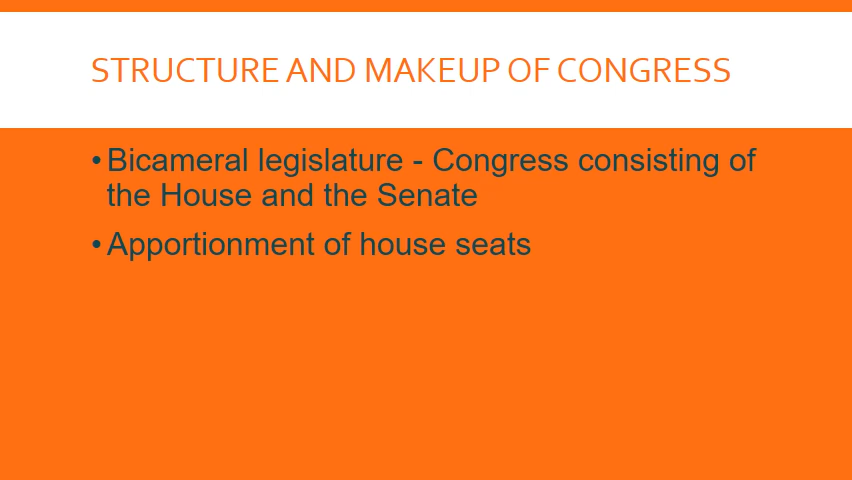 STRUCTURE AND MAKEUP OF CONGRESS
• Bicameral legislature - Congress consisting of
the House and the Senate
• Apportionment of house seats